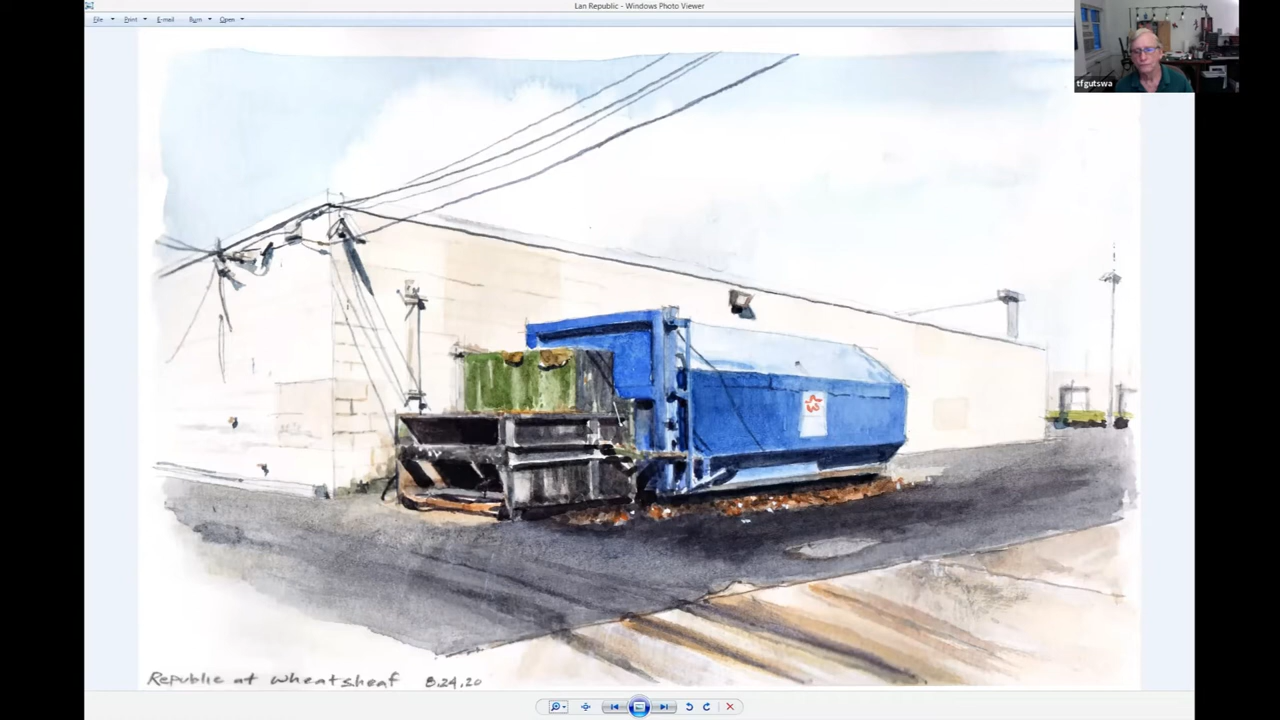 Lan Republic - Windows Photo Viewer
File Print E-mail Burn Open
tfgutswa
Republic at Wheatsheaf 8.24.20